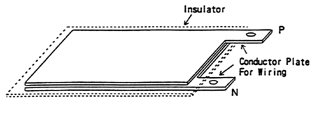 Insulator
P
Conductor Plate
For Wiring
N